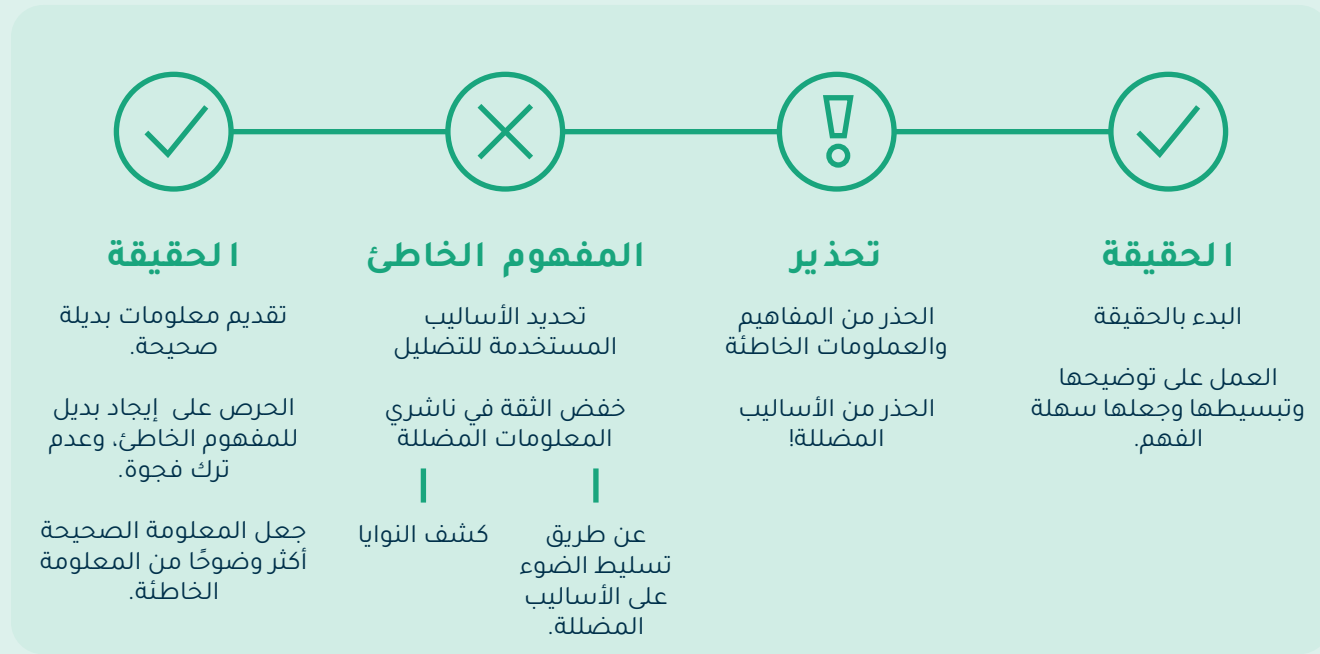 الحقيقة
البدء بالحقيقة
العمل على توضيحها
وتبسيطها وجعلها سهلة
الفهم.
تحذير
الحذر من المفاهيم
والعملومات الخاطئة
الحذر من الأساليب
المضللة!
المفهوم الخاطئ
تحديد الأساليب
المستخدمة للتضليل
خفض الثقة في ناشري
المعلومات المضللة
عن طريق
تسليط الضوء
على الأساليب
المضللة.
كشف النوايا
الحقيقة
تقديم معلومات بديلة
صحيحة.
الحرص على إيجاد بديل
للمفهوم الخاطئ، وعدم
ترك فجوة.
جعل المعلومة الصحيحة
أكثر وضوحًا من المعلومة
الخاطئة.